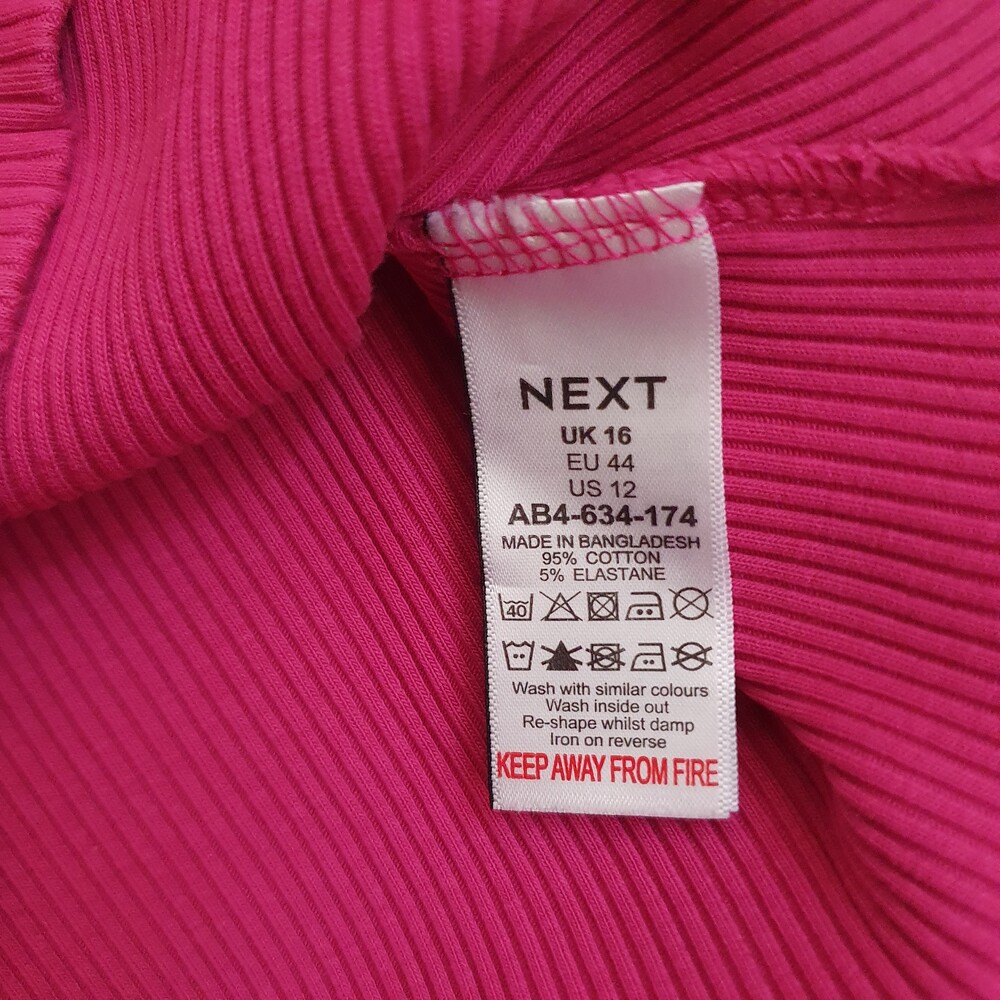 NEXT
UK 16
EU 44
US 12
AB4-634-174
MADE IN BANGLADESH
95% COTTON
5% ELASTANE
40
Wash with similar colours
Wash inside out
Re-shape whilst damp
Iron on reverse
KEEP AWAY FROM FIRE